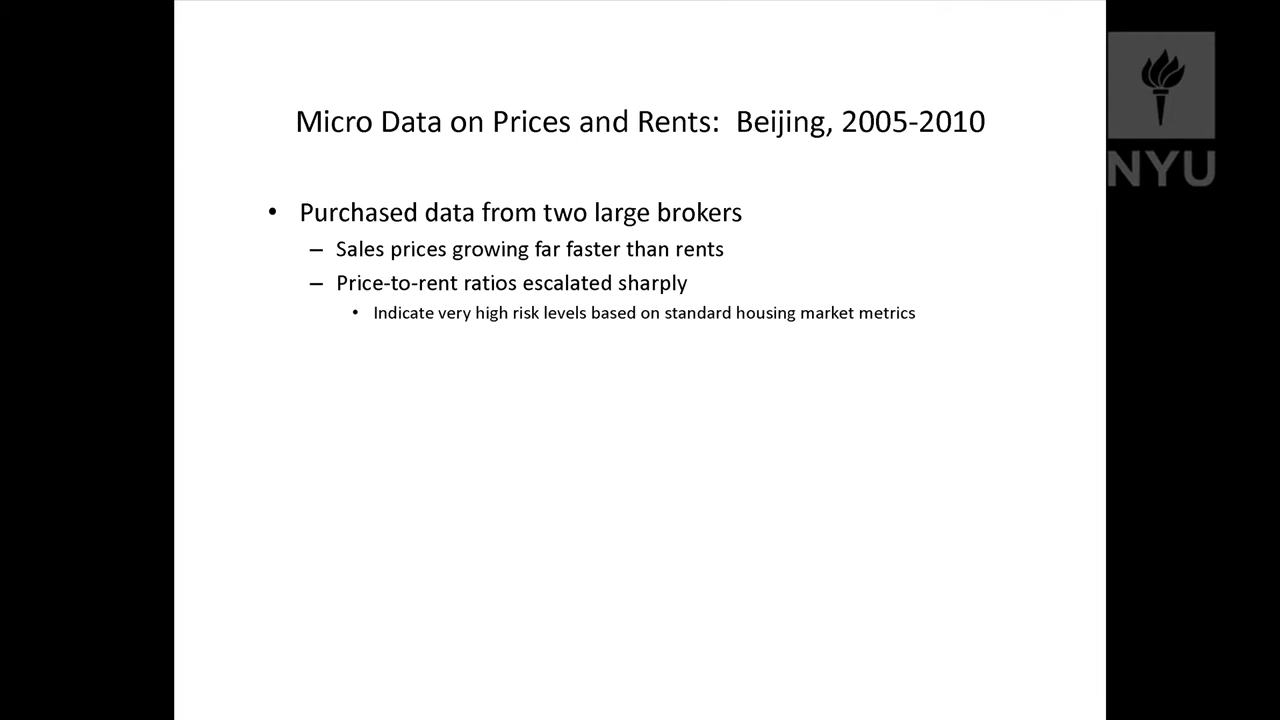 Micro Data on Prices and Rents: Beijing, 2005-2010
• Purchased data from two large brokers
– Sales prices growing far faster than rents
– Price-to-rent ratios escalated sharply
• Indicate very high risk levels based on standard housing market metrics
NYU